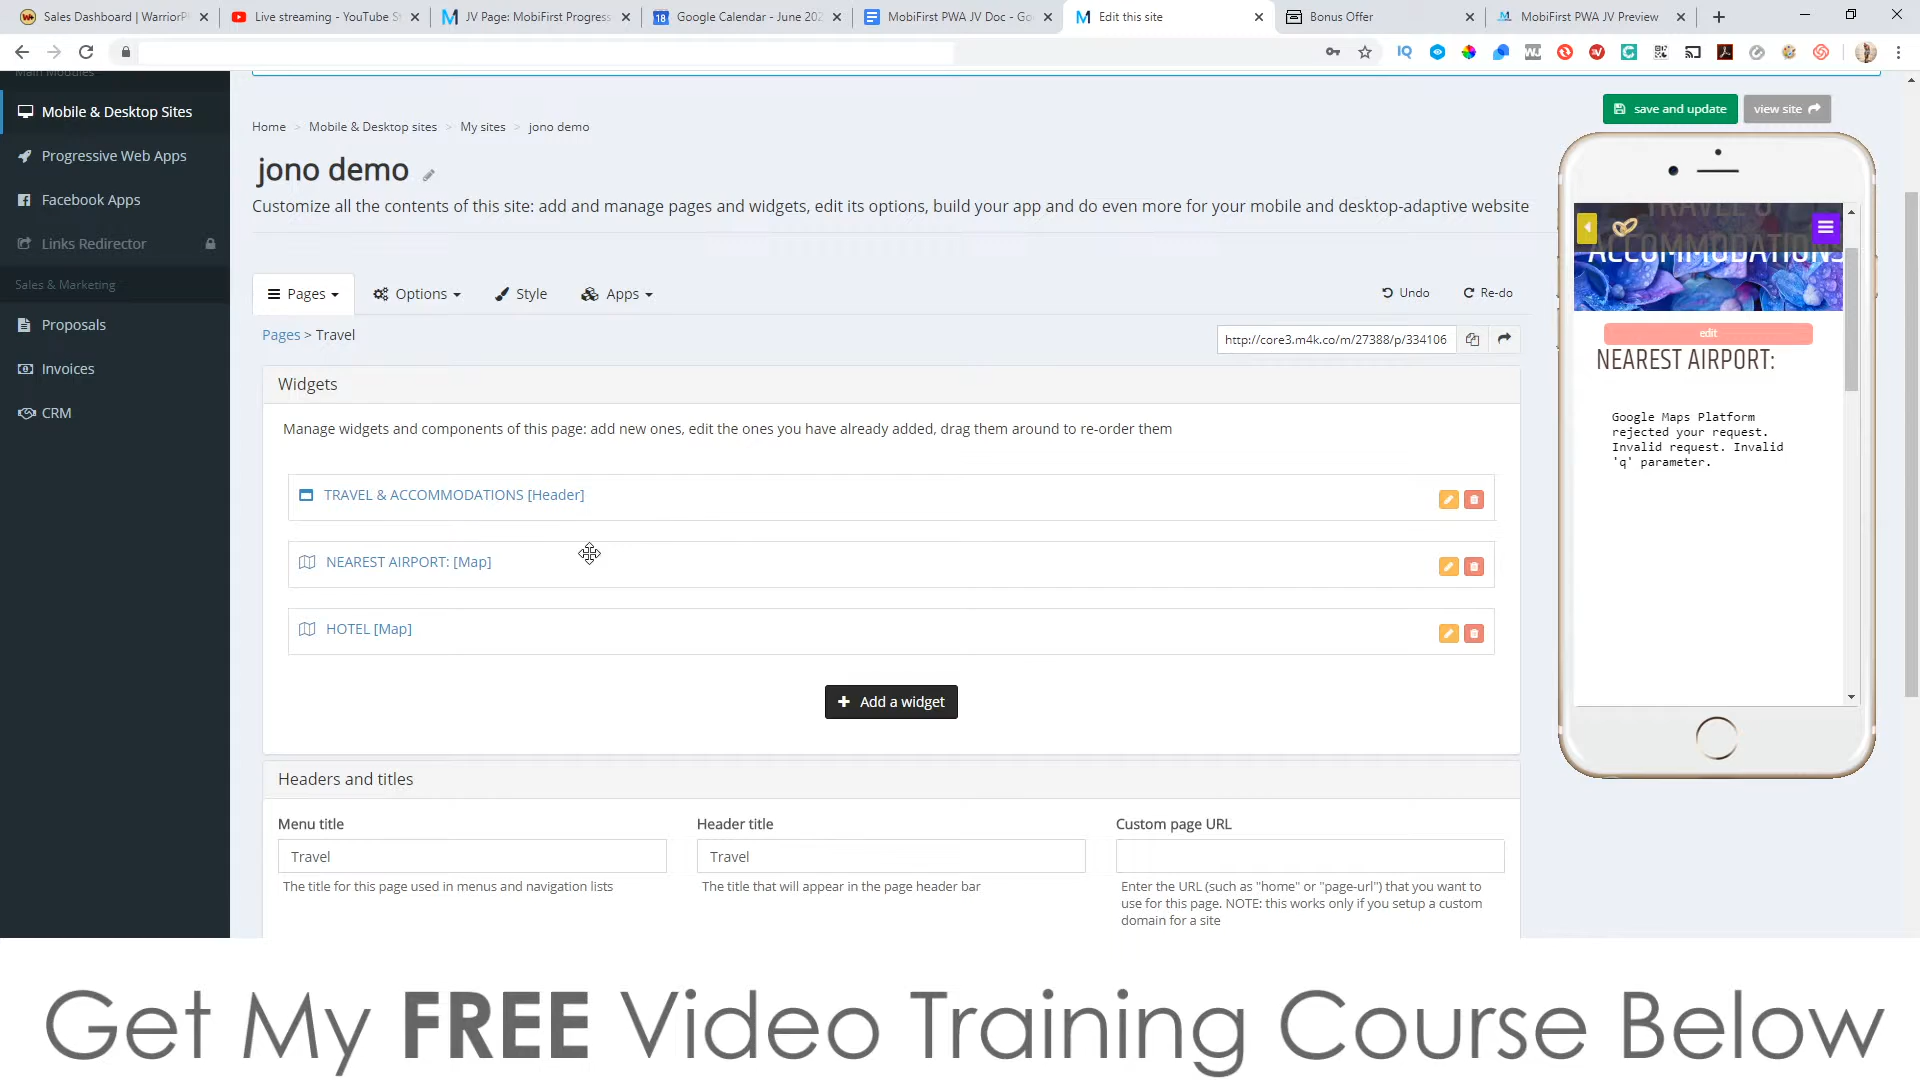 Sales Dashboard | WarriorP
Live streaming - YouTube S
JV Page: MobiFirst Progress
Google Calendar - June 202
MobiFirst PWA JV Doc - Go
Edit this site
Bonus Offer
MobiFirst PWA JV Preview
Main Modules
Mobile & Desktop Sites
Progressive Web Apps
Facebook Apps
Links Redirector
Sales & Marketing
Proposals
Invoices
CRM
save and update
view site
Home > Mobile & Desktop sites > My sites > jono demo
jono demo
Customize all the contents of this site: add and manage pages and widgets, edit its options, build your app and do even more for your mobile and desktop-adaptive website
Pages
Options
Style
Apps
Undo
Re-do
Pages > Travel
http://core3.m4k.co/m/27388/p/334106
Widgets
Manage widgets and components of this page: add new ones, edit the ones you have already added, drag them around to re-order them
TRAVEL & ACCOMMODATIONS [Header]
NEAREST AIRPORT: [Map]
HOTEL [Map]
+ Add a widget
Headers and titles
Menu title
Header title
Custom page URL
Travel
Travel
The title for this page used in menus and navigation lists
The title that will appear in the page header bar
Enter the URL (such as "home" or "page-url") that you want to
use for this page. NOTE: this works only if you setup a custom
domain for a site
TRAVEL &
ACCOMMODATIONS
edit
NEAREST AIRPORT:
Google Maps Platform
rejected your request.
Invalid request. Invalid
'q' parameter.
Get My FREE Video Training Course Below